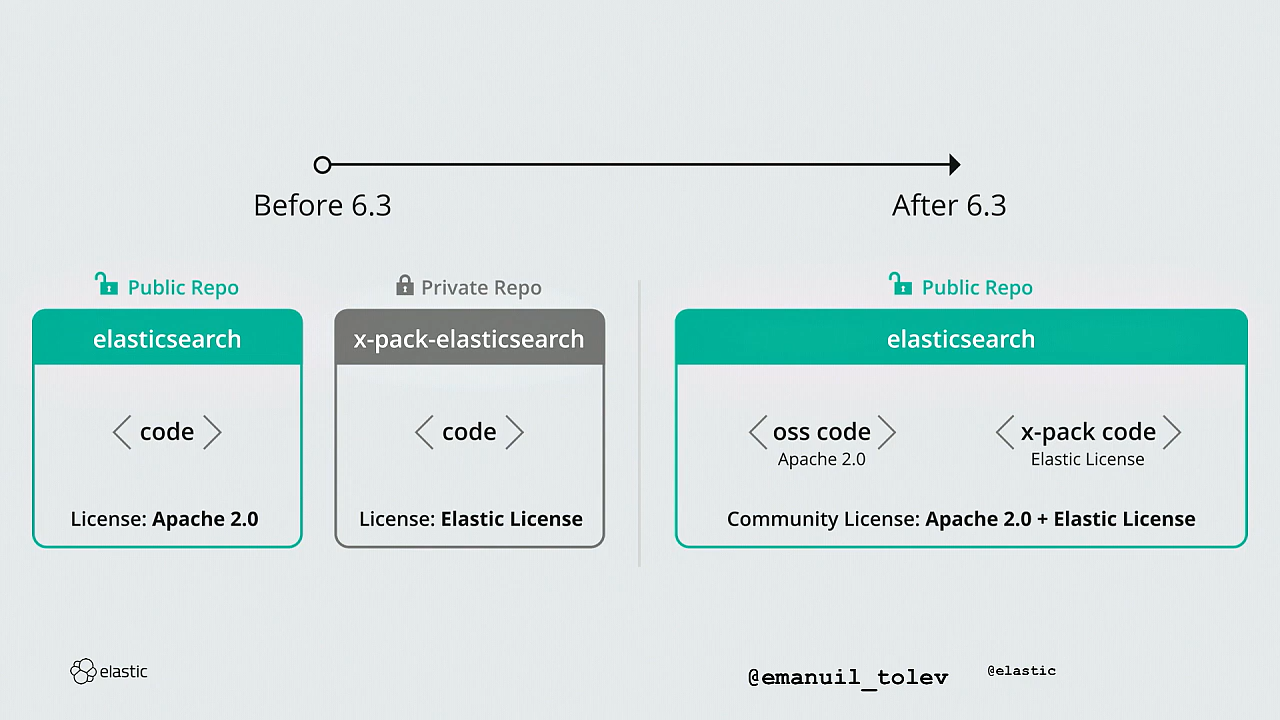 Before 6.3
After 6.3
Public Repo
elasticsearch
< code >
License: Apache 2.0
Private Repo
x-pack-elasticsearch
< code >
License: Elastic License
Public Repo
elasticsearch
< oss code >
Apache 2.0
< x-pack code >
Elastic License
Community License: Apache 2.0 + Elastic License
elastic
@emanuil_tolev
@elastic